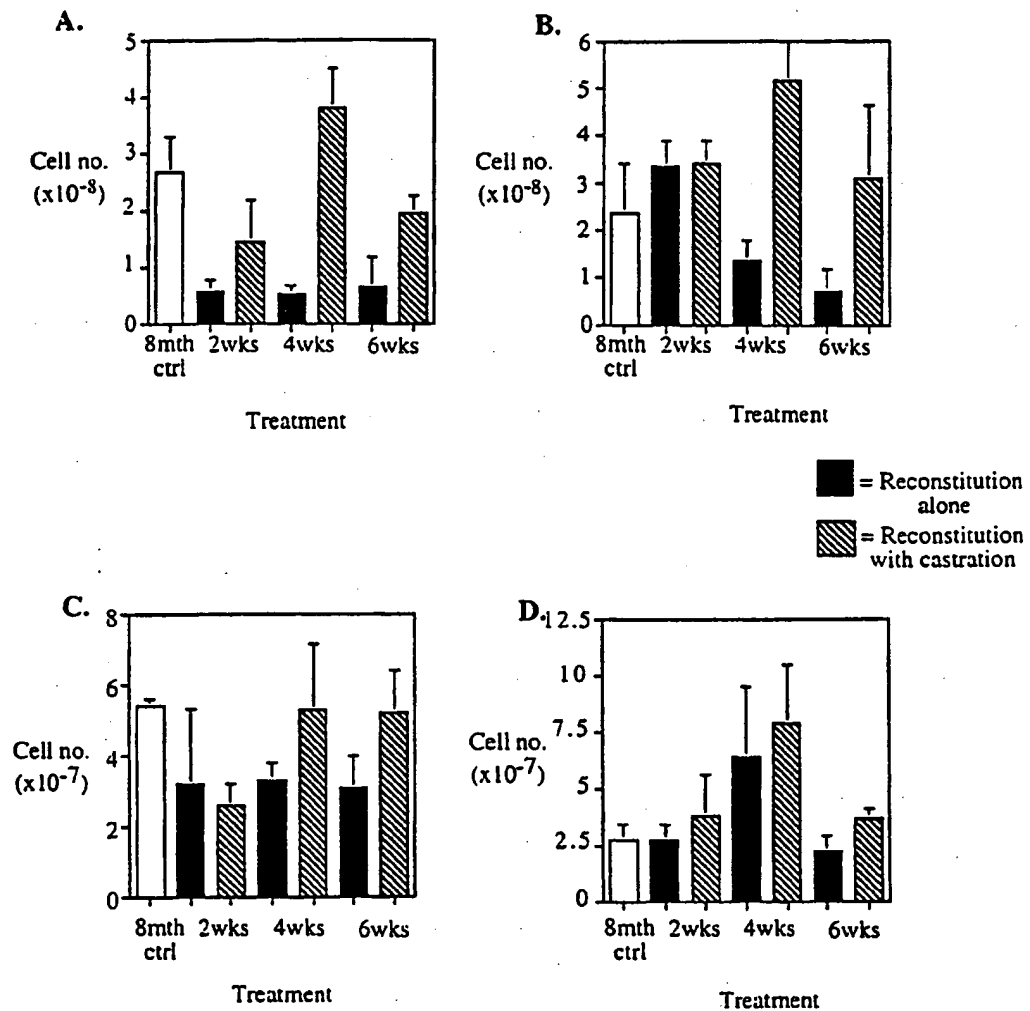 A.
5
4
3
2
1
0
Cell no.
(x10⁻⁸)
8mth 2wks 4wks 6wks
ctrl
Treatment
B.
6
5
4
3
2
1
0
Cell no.
(x10⁻⁸)
8mth 2wks 4wks 6wks
ctrl
Treatment
= Reconstitution
alone
= Reconstitution
with castration
C.
8
6
4
2
0
Cell no.
(x10⁻⁷)
8mth 2wks 4wks 6wks
ctrl
Treatment
D.
12.5
10
7.5
5
2.5
0
Cell no.
(x10⁻⁷)
8mth 2wks 4wks 6wks
ctrl
Treatment